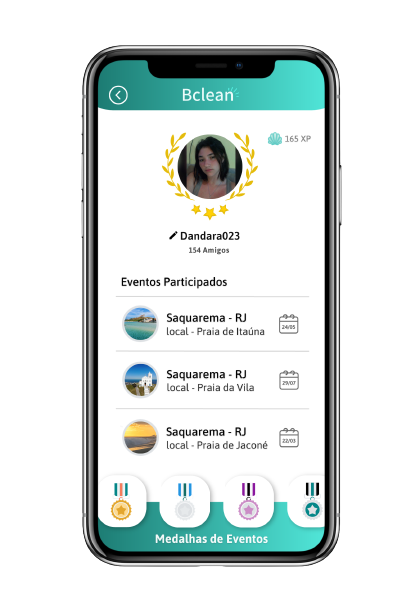 Bclean
165 XP
Dandara023
154 Amigos
Eventos Participados
Saquarema - RJ
local - Praia de Itaúna
24/05
Saquarema - RJ
local - Praia da Vila
29/07
Saquarema - RJ
local - Praia de Jaconé
22/03
Medalhas de Eventos